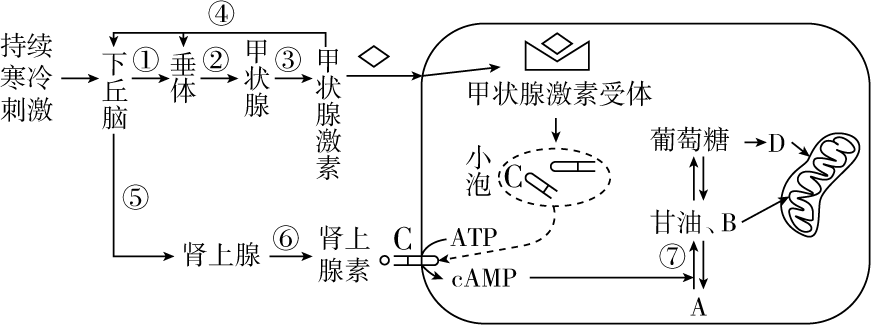 ④
持续
寒冷
刺激
下丘脑
①
垂体
②
甲状腺
③
甲状腺激素
甲状腺激素受体
小泡
C
葡萄糖
D
甘油、B
⑦
A
⑤
肾上腺
⑥
肾上
腺素
C
ATP
cAMP